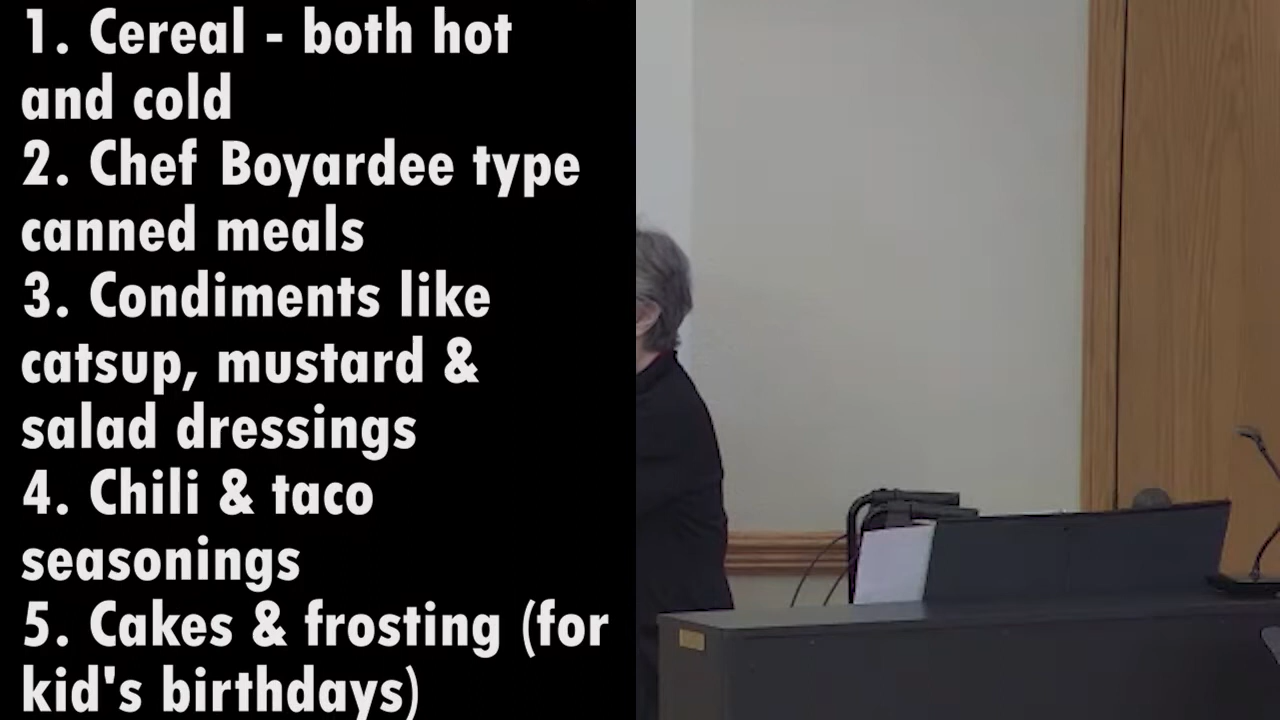 1. Cereal - both hot
and cold
2. Chef Boyardee type
canned meals
3. Condiments like
catsup, mustard &
salad dressings
4. Chili & taco
seasonings
5. Cakes & frosting (for
kid's birthdays)